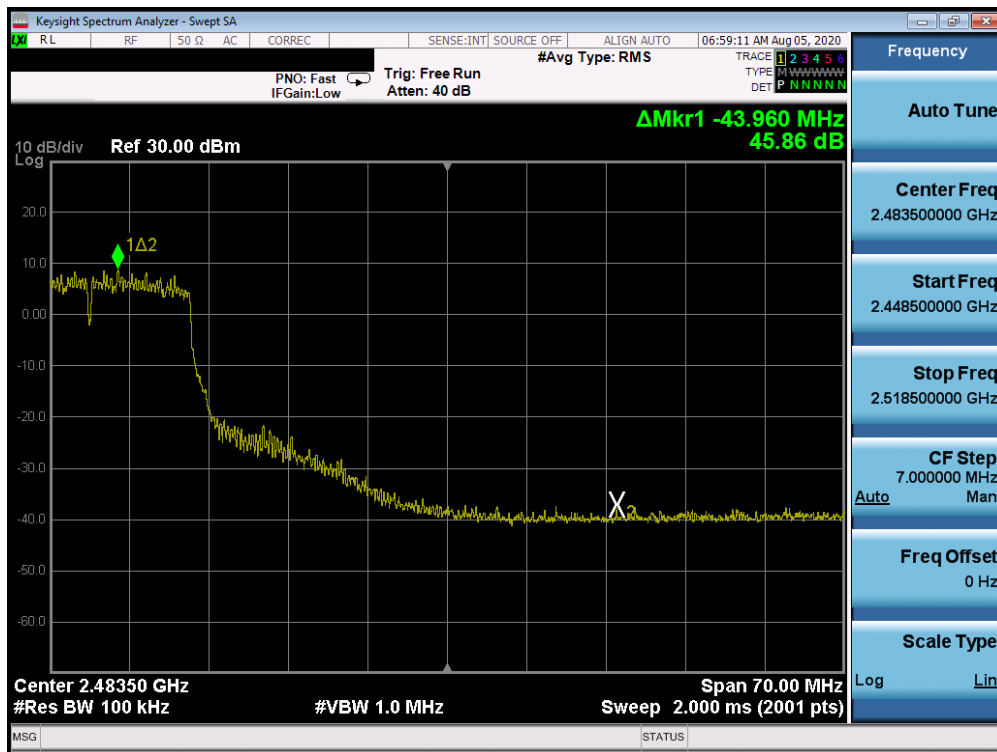 Keysight Spectrum Analyzer - Swept SA
LXI RL RF 50 Ω AC CORREC SENSE:INT SOURCE OFF ALIGN AUTO 06:59:11 AM Aug 05, 2020
#Avg Type: RMS
TRACE 1 2 3 4 5 6
PNO: Fast Trig: Free Run
TYPE M WWWWW
IFGain:Low Atten: 40 dB
DET P N N N N N
ΔMkr1 -43.960 MHz
45.86 dB
10 dB/div Ref 30.00 dBm
Log
20.0
1Δ2
10.0
0.00
-10.0
-20.0
-30.0
X2
-40.0
-50.0
-60.0
Center 2.48350 GHz Span 70.00 MHz
#Res BW 100 kHz #VBW 1.0 MHz Sweep 2.000 ms (2001 pts)
MSG STATUS
Frequency
Auto Tune
Center Freq
2.483500000 GHz
Start Freq
2.448500000 GHz
Stop Freq
2.518500000 GHz
CF Step
7.000000 MHz
Auto Man
Freq Offset
0 Hz
Scale Type
Log Lin